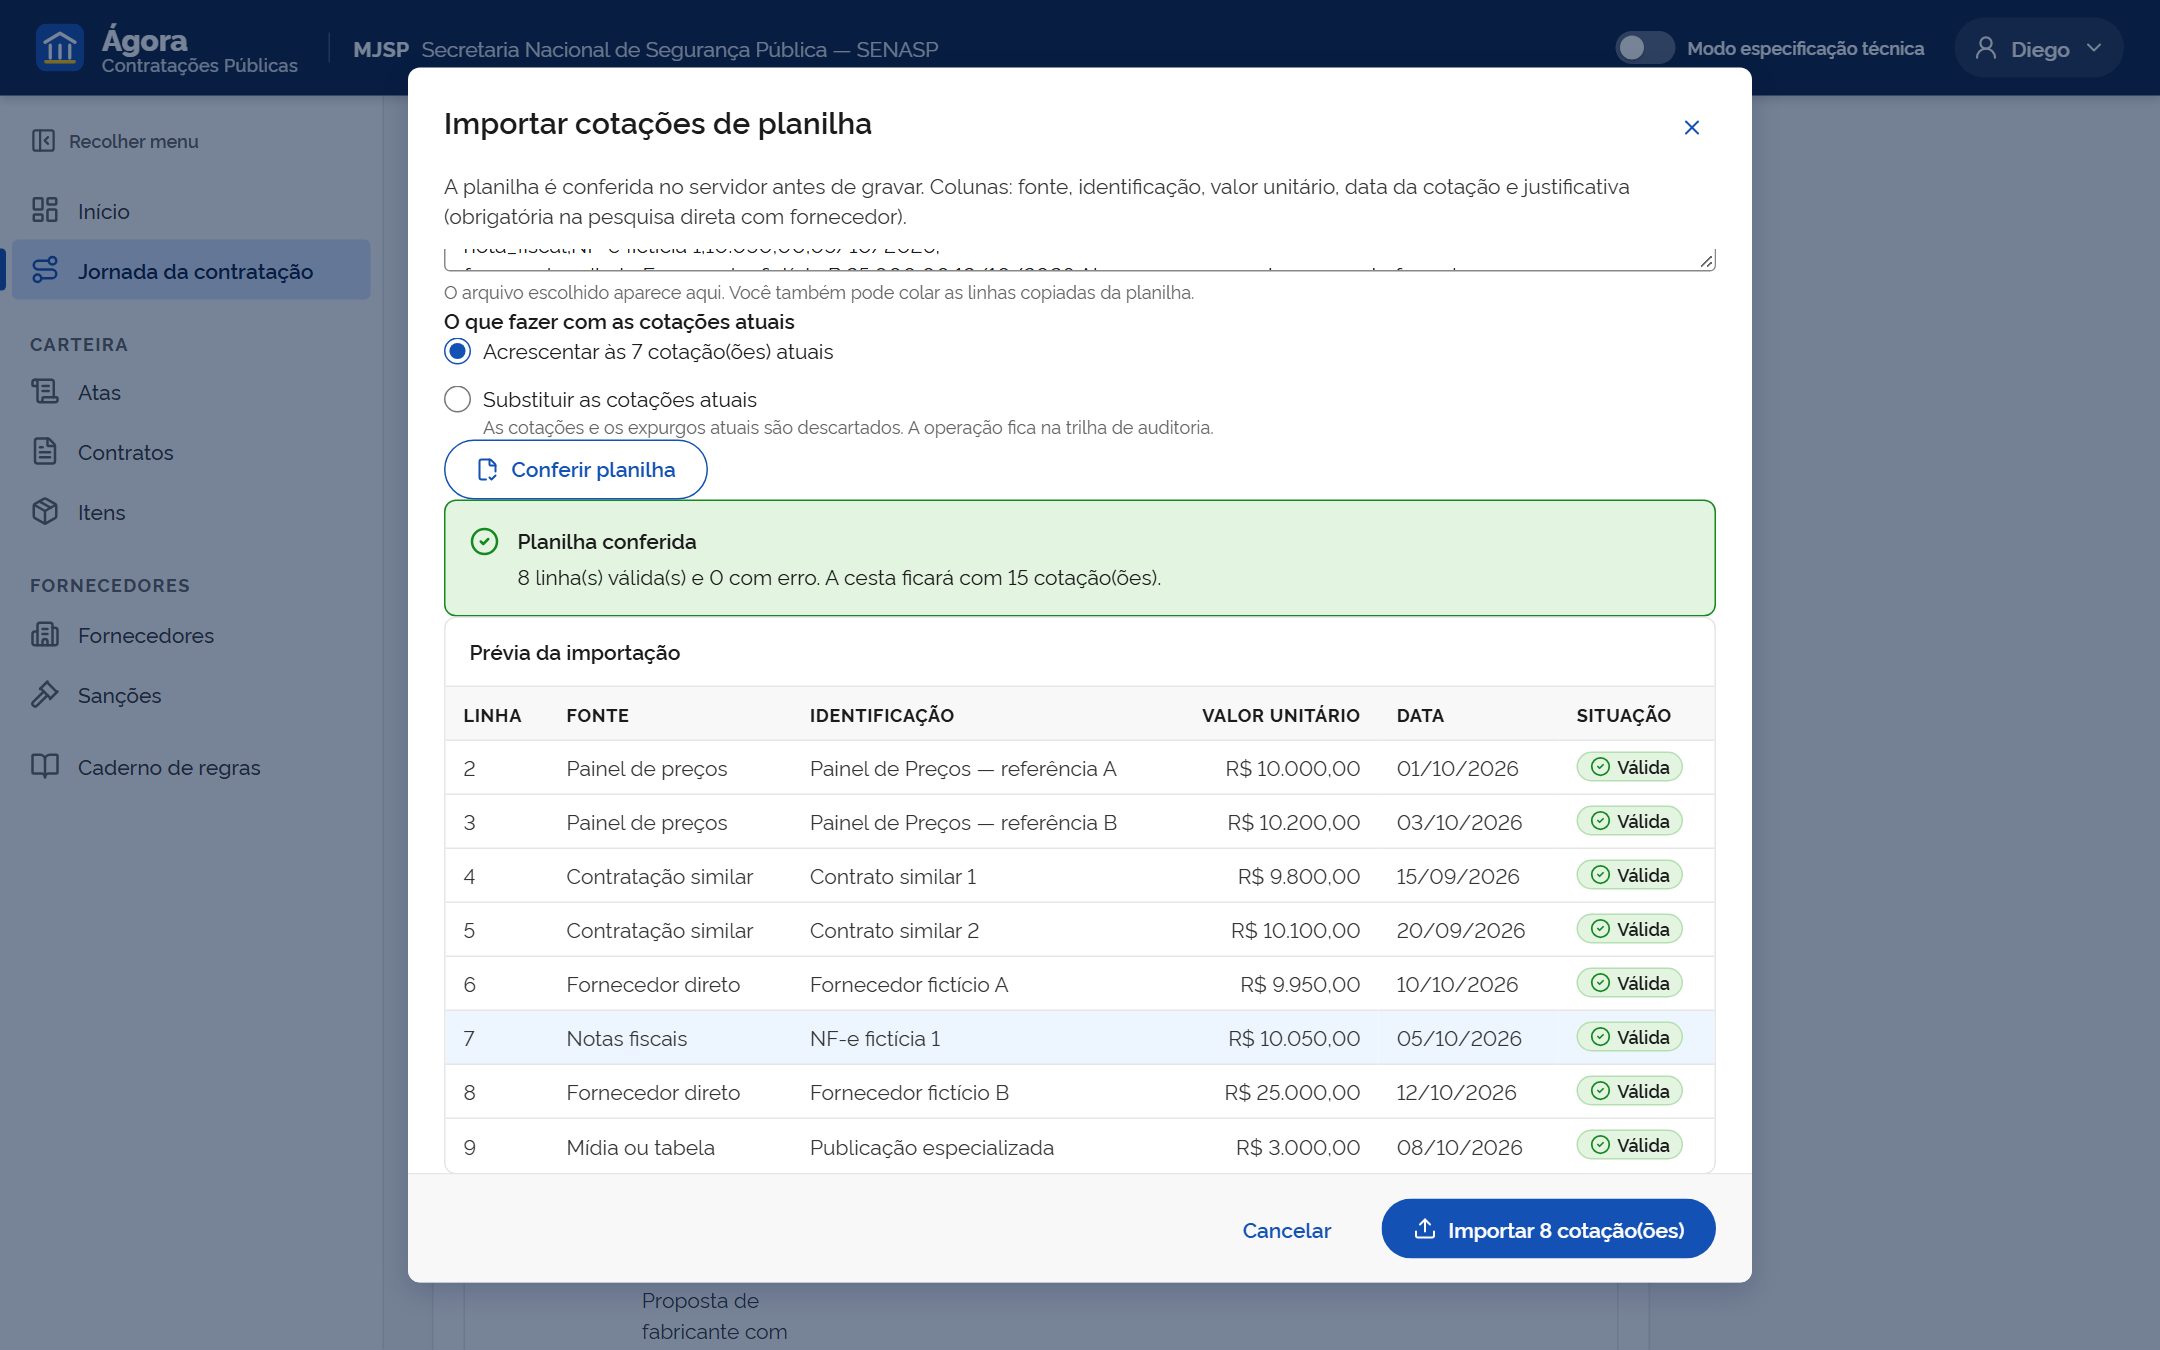 Ágora
Contratações Públicas
MJSP Secretaria Nacional de Segurança Pública — SENASP
Modo especificação técnica
Diego
Recolher menu
Início
Jornada da contratação
CARTEIRA
Atas
Contratos
Itens
FORNECEDORES
Fornecedores
Sanções
Caderno de regras
Importar cotações de planilha
A planilha é conferida no servidor antes de gravar. Colunas: fonte, identificação, valor unitário, data da cotação e justificativa
(obrigatória na pesquisa direta com fornecedor).
O arquivo escolhido aparece aqui. Você também pode colar as linhas copiadas da planilha.
O que fazer com as cotações atuais
Acrescentar às 7 cotação(ões) atuais
Substituir as cotações atuais
As cotações e os expurgos atuais são descartados. A operação fica na trilha de auditoria.
Conferir planilha
Planilha conferida
8 linha(s) válida(s) e 0 com erro. A cesta ficará com 15 cotação(ões).
Prévia da importação
LINHA FONTE IDENTIFICAÇÃO VALOR UNITÁRIO DATA SITUAÇÃO
2 Painel de preços Painel de Preços — referência A R$ 10.000,00 01/10/2026 Válida
3 Painel de preços Painel de Preços — referência B R$ 10.200,00 03/10/2026 Válida
4 Contratação similar Contrato similar 1 R$ 9.800,00 15/09/2026 Válida
5 Contratação similar Contrato similar 2 R$ 10.100,00 20/09/2026 Válida
6 Fornecedor direto Fornecedor fictício A R$ 9.950,00 10/10/2026 Válida
7 Notas fiscais NF-e fictícia 1 R$ 10.050,00 05/10/2026 Válida
8 Fornecedor direto Fornecedor fictício B R$ 25.000,00 12/10/2026 Válida
9 Mídia ou tabela Publicação especializada R$ 3.000,00 08/10/2026 Válida
Cancelar
Importar 8 cotação(ões)
Proposta de
fabricante com